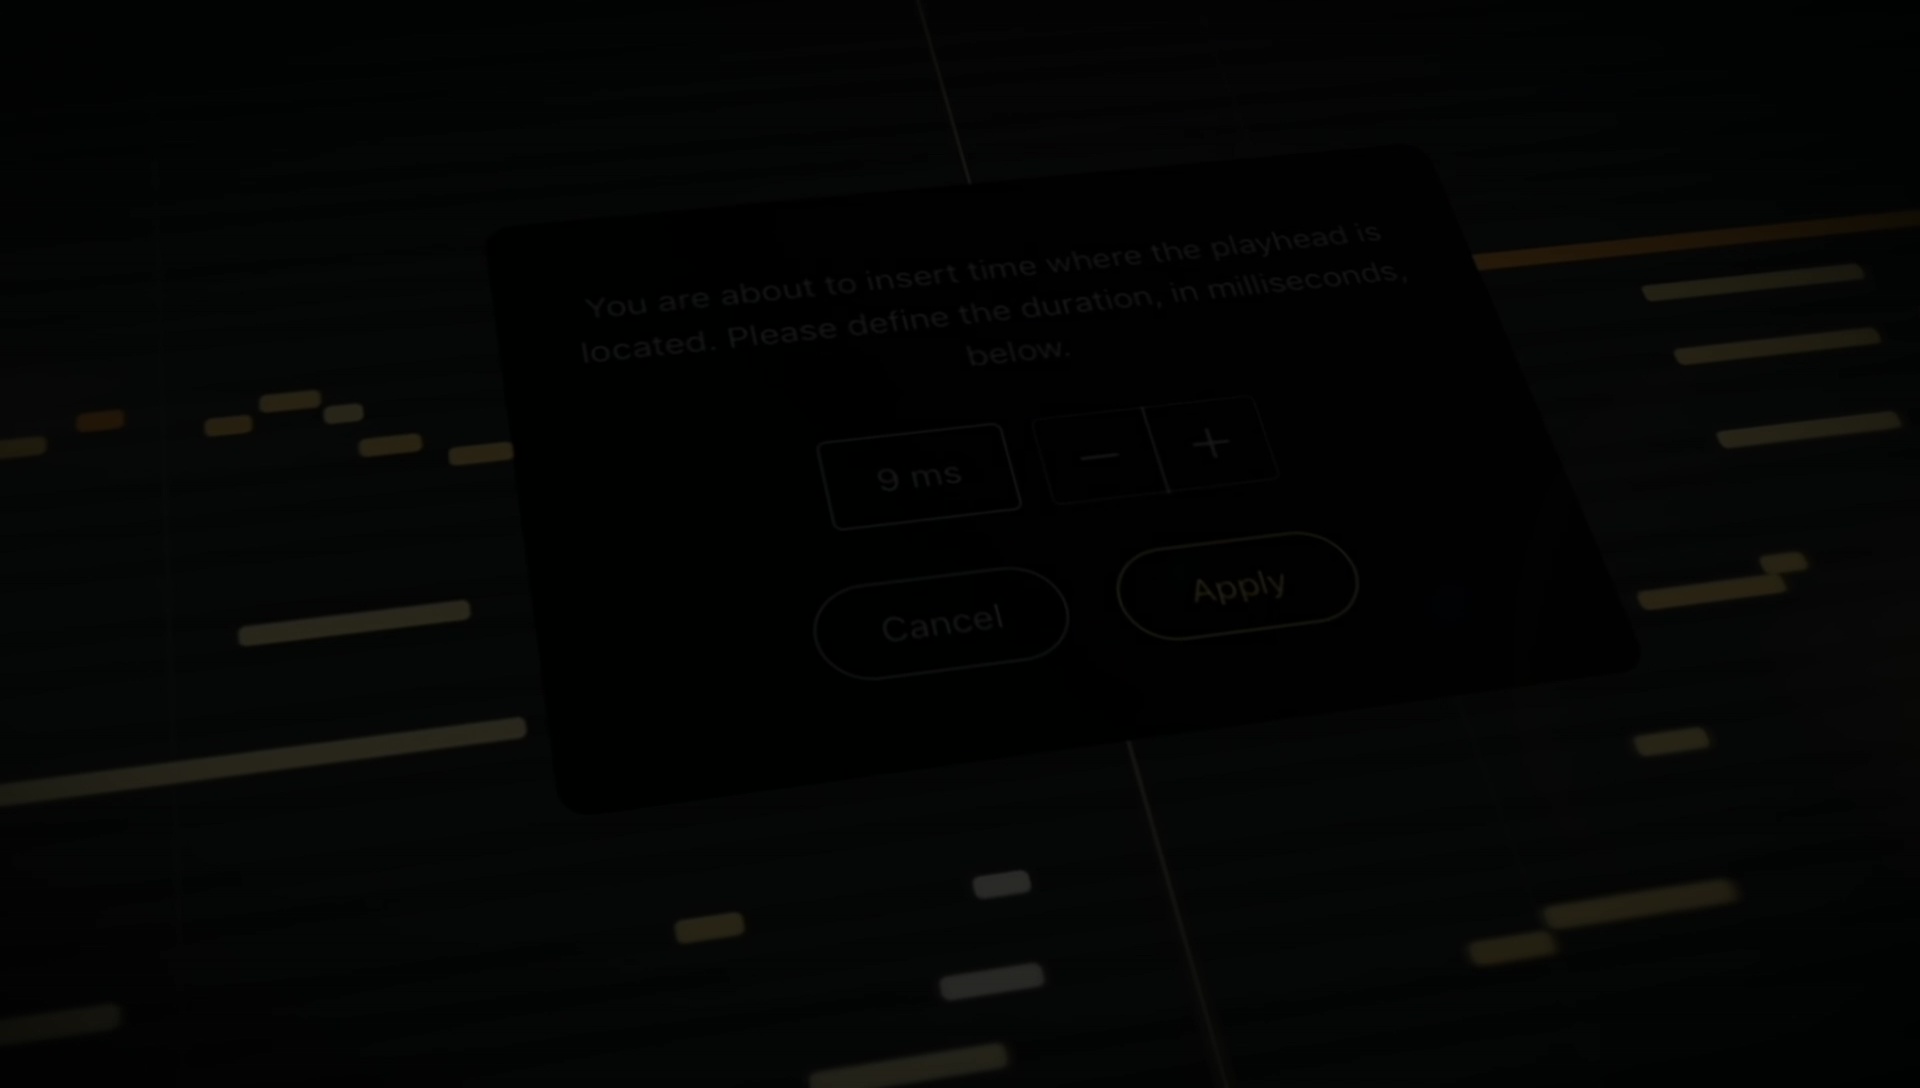 You are about to insert time where the playhead is
located. Please define the duration, in milliseconds,
below.
9 ms
Cancel
Apply